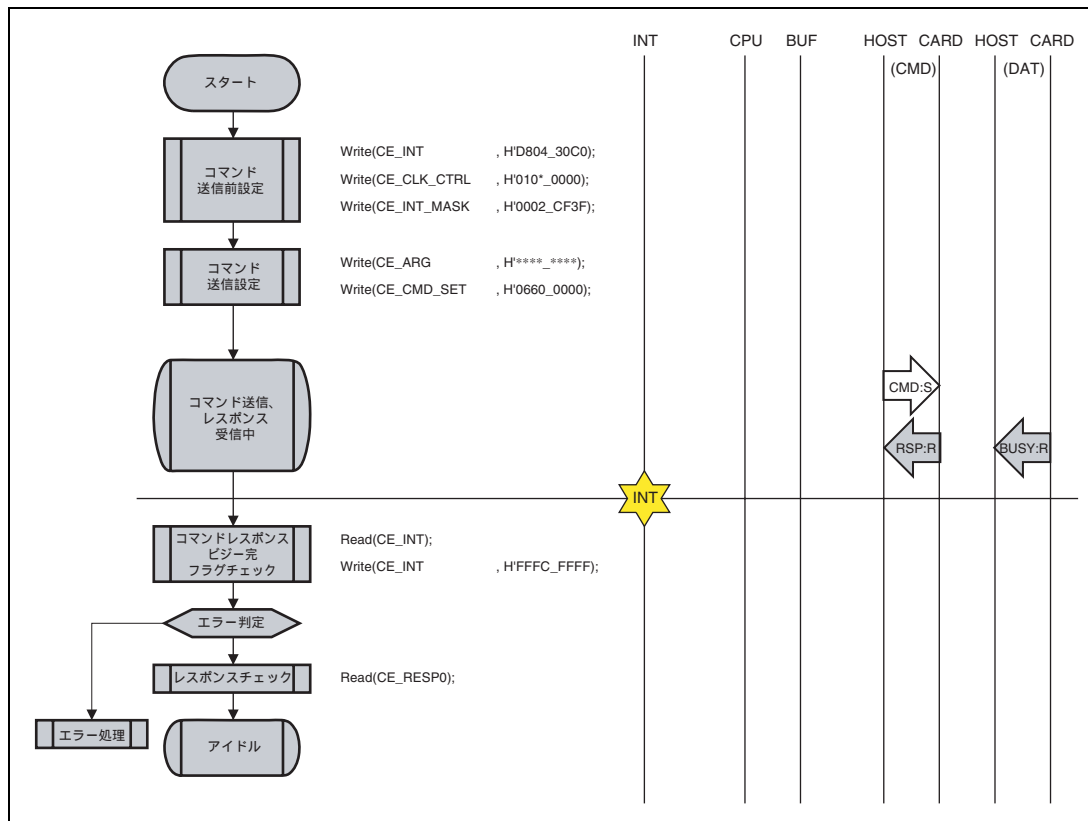 INT CPU BUF HOST CARD HOST CARD
(CMD) (DAT)
スタート
コマンド
送信前設定
Write(CE_INT , H'D804_30C0);
Write(CE_CLK_CTRL , H'010*_0000);
Write(CE_INT_MASK , H'0002_CF3F);
コマンド
送信設定
Write(CE_ARG , H'****_****);
Write(CE_CMD_SET , H'0660_0000);
コマンド送信、
レスポンス
受信中
CMD:S
RSP:R
BUSY:R
INT
コマンドレスポンス
ビジー完
フラグチェック
Read(CE_INT);
Write(CE_INT , H'FFFC_FFFF);
エラー判定
レスポンスチェック
Read(CE_RESP0);
エラー処理
アイドル